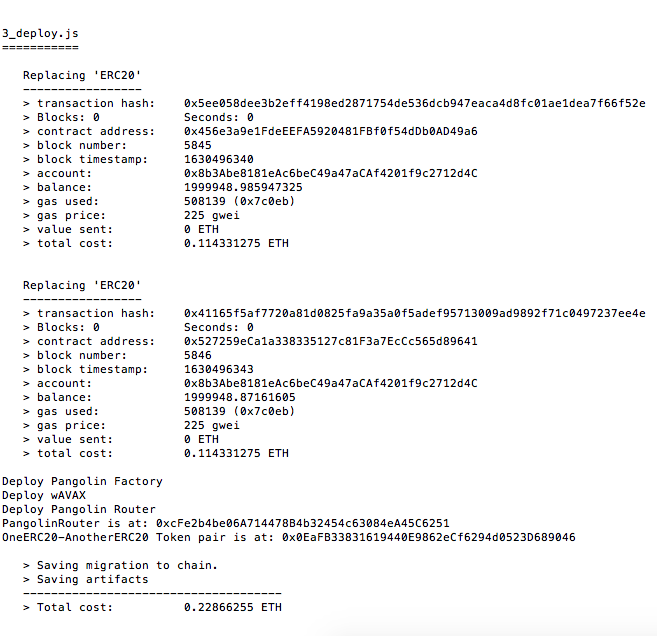 3_deploy.js
===========
Replacing 'ERC20'
-----------------
> transaction hash:    0x5ee058dee3b2eff4198ed2871754de536dcb947eaca4d8fc01ae1dea7f66f52e
> Blocks: 0            Seconds: 0
> contract address:    0x456e3a9e1FdeEEFA5920481FBf0f54dDb0AD49a6
> block number:        5845
> block timestamp:     1630496340
> account:             0x8b3Abe8181eAc6beC49a47aCAf4201f9c2712d4C
> balance:             1999948.985947325
> gas used:            508139 (0x7c0eb)
> gas price:           225 gwei
> value sent:          0 ETH
> total cost:          0.114331275 ETH
Replacing 'ERC20'
-----------------
> transaction hash:    0x41165f5af7720a81d0825fa9a35a0f5adef95713009ad9892f71c0497237ee4e
> Blocks: 0            Seconds: 0
> contract address:    0x527259eCa1a338335127c81F3a7EcCc565d89641
> block number:        5846
> block timestamp:     1630496343
> account:             0x8b3Abe8181eAc6beC49a47aCAf4201f9c2712d4C
> balance:             1999948.87161605
> gas used:            508139 (0x7c0eb)
> gas price:           225 gwei
> value sent:          0 ETH
> total cost:          0.114331275 ETH
Deploy Pangolin Factory
Deploy wAVAX
Deploy Pangolin Router
PangolinRouter is at: 0xcFe2b4be06A714478B4b32454c63084eA45C6251
OneERC20-AnotherERC20 Token pair is at: 0x0EaFB33831619440E9862eCf6294d0523D689046
> Saving migration to chain.
> Saving artifacts
-------------------------------------
> Total cost:          0.22866255 ETH